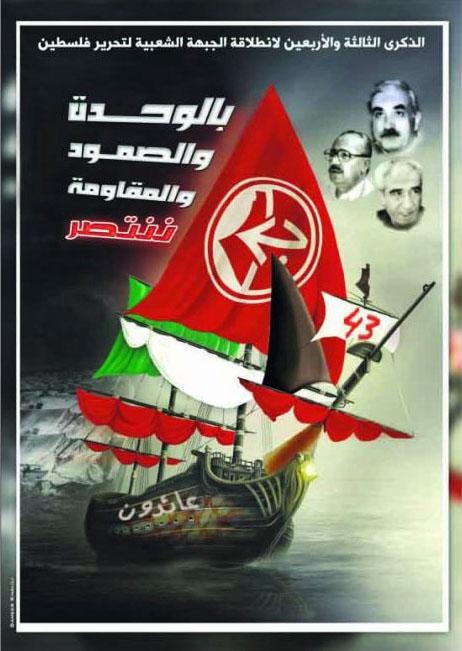 الذكرى الثالثة والأربعين لانطلاقة الجبهة الشعبية لتحرير فلسطين
بالوحدة
والصمود
والمقاومة
ننتصر
43
عائدون